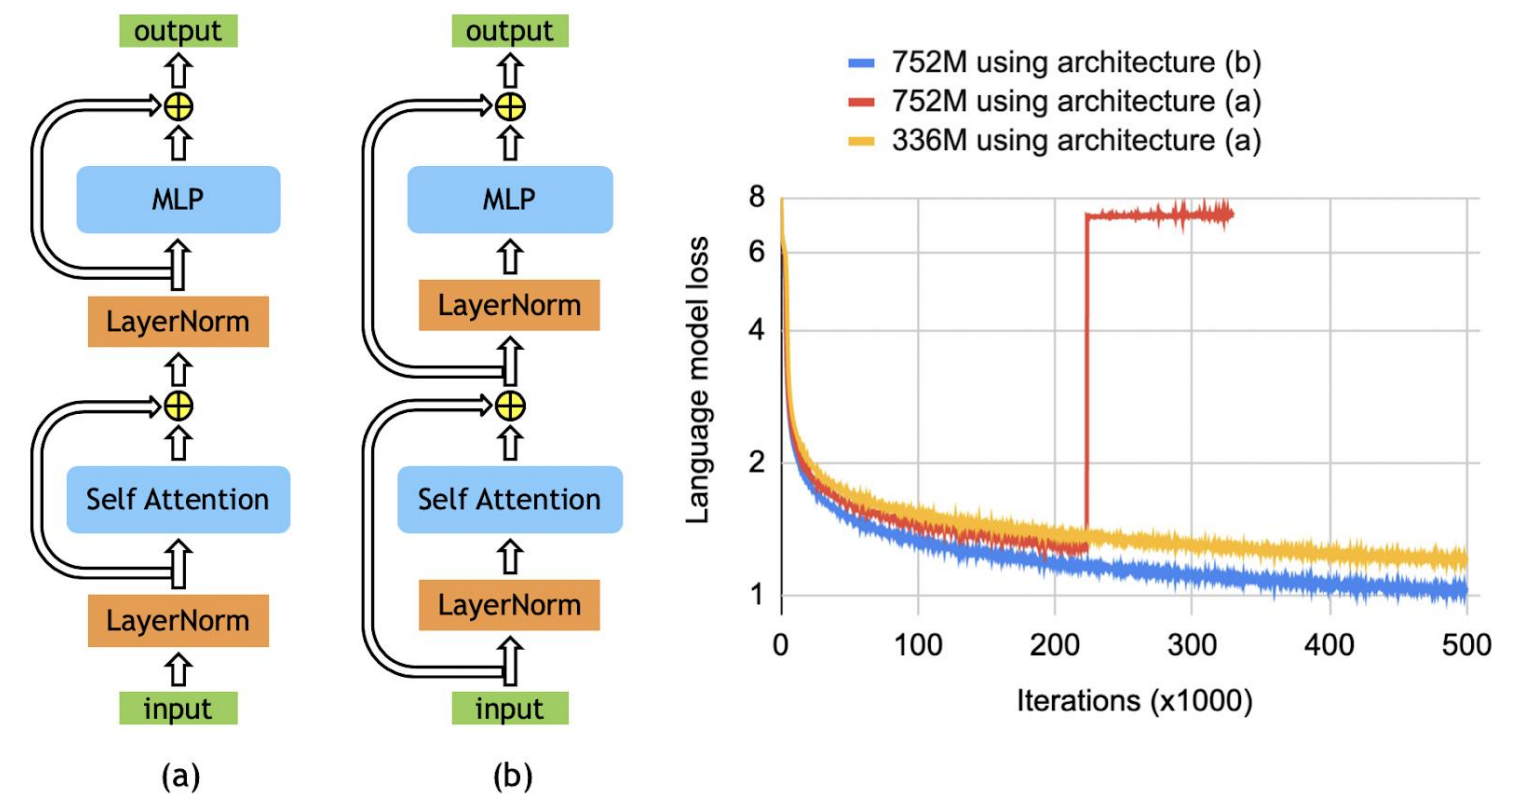 output
MLP
LayerNorm
Self Attention
LayerNorm
input
(a)
output
MLP
LayerNorm
Self Attention
LayerNorm
input
(b)
752M using architecture (b)
752M using architecture (a)
336M using architecture (a)
Language model loss
8
6
4
2
1
0 100 200 300 400 500
Iterations (x1000)